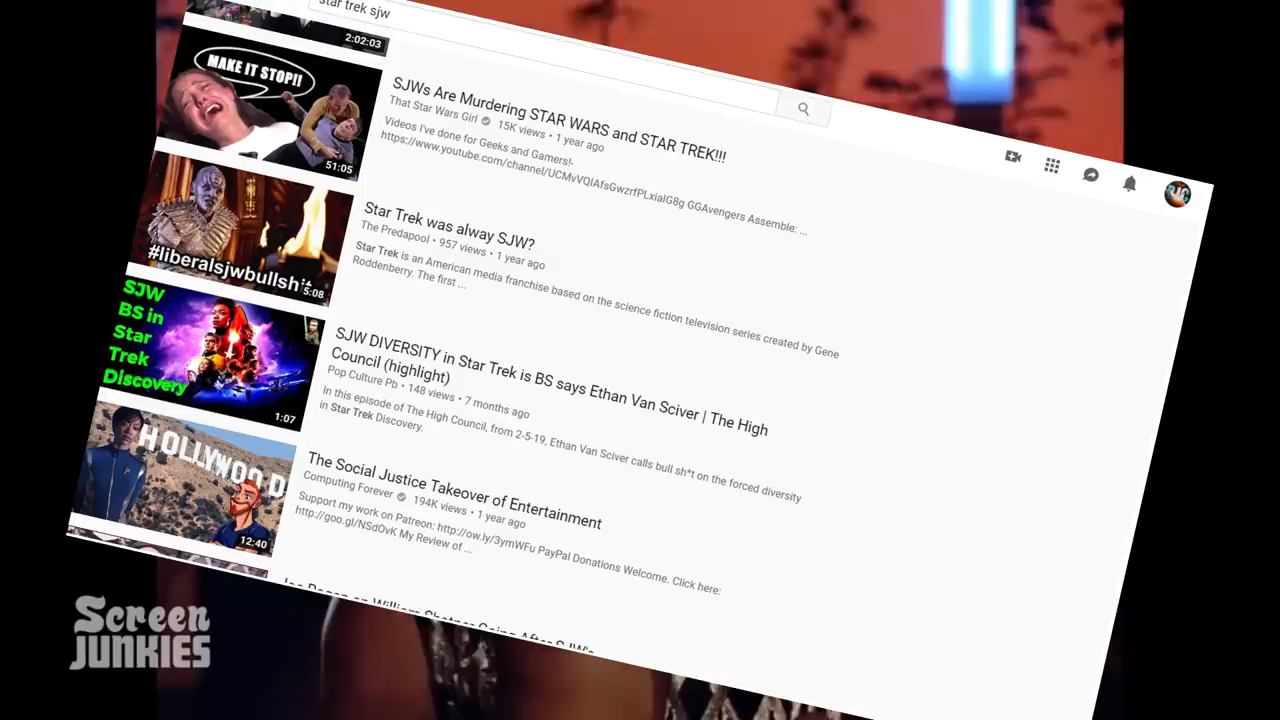 star trek sjw
2:02:03
MAKE IT STOP!!
51:05
SJWs Are Murdering STAR WARS and STAR TREK!!!
That Star Wars Girl 15K views • 1 year ago
Videos I've done for Geeks and Gamers!-
https://www.youtube.com/channel/UCMvVQIAfsGwzrfPLxiaIG8g GGAvengers Assemble: ...
#liberalsjwbullsh*t
5:08
Star Trek was alway SJW?
The Predapool • 957 views • 1 year ago
Star Trek is an American media franchise based on the science fiction television series created by Gene
Roddenberry. The first ...
SJW
BS in
Star
Trek
Discovery
1:07
SJW DIVERSITY in Star Trek is BS says Ethan Van Sciver | The High
Council (highlight)
Pop Culture Pb • 148 views • 7 months ago
In this episode of The High Council, from 2-5-19, Ethan Van Sciver calls bull sh*t on the forced diversity
in Star Trek Discovery.
HOLLYWOOD
12:40
The Social Justice Takeover of Entertainment
Computing Forever 194K views • 1 year ago
Support my work on Patreon: http://ow.ly/3ymWFu PayPal Donations Welcome. Click here:
http://goo.gl/NSdOvK My Review of ...
Joe Rogan on William Shatner Going After SJW's
Screen
JUNKIES